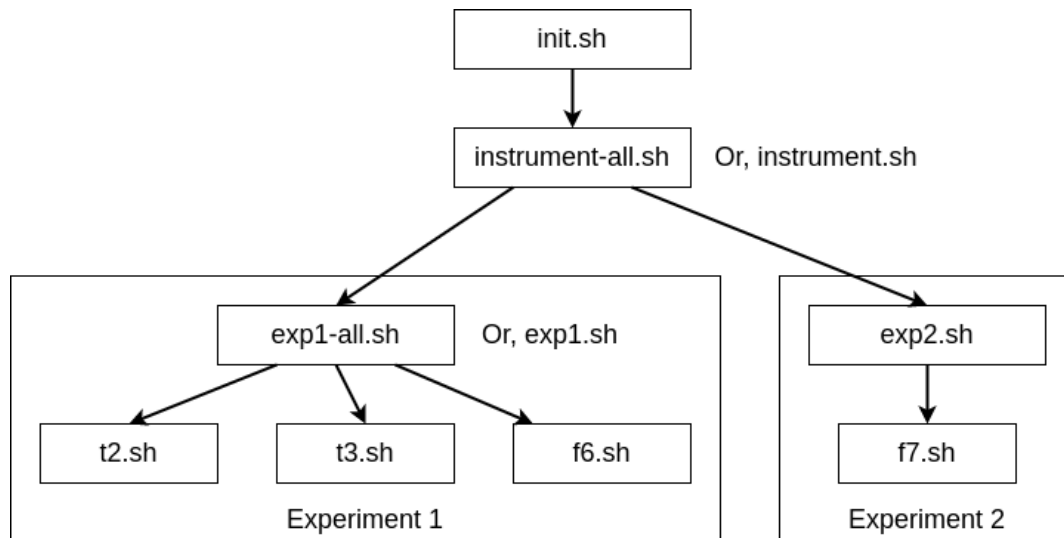 init.sh
instrument-all.sh
Or, instrument.sh
exp1-all.sh
Or, exp1.sh
exp2.sh
t2.sh
t3.sh
f6.sh
f7.sh
Experiment 1
Experiment 2